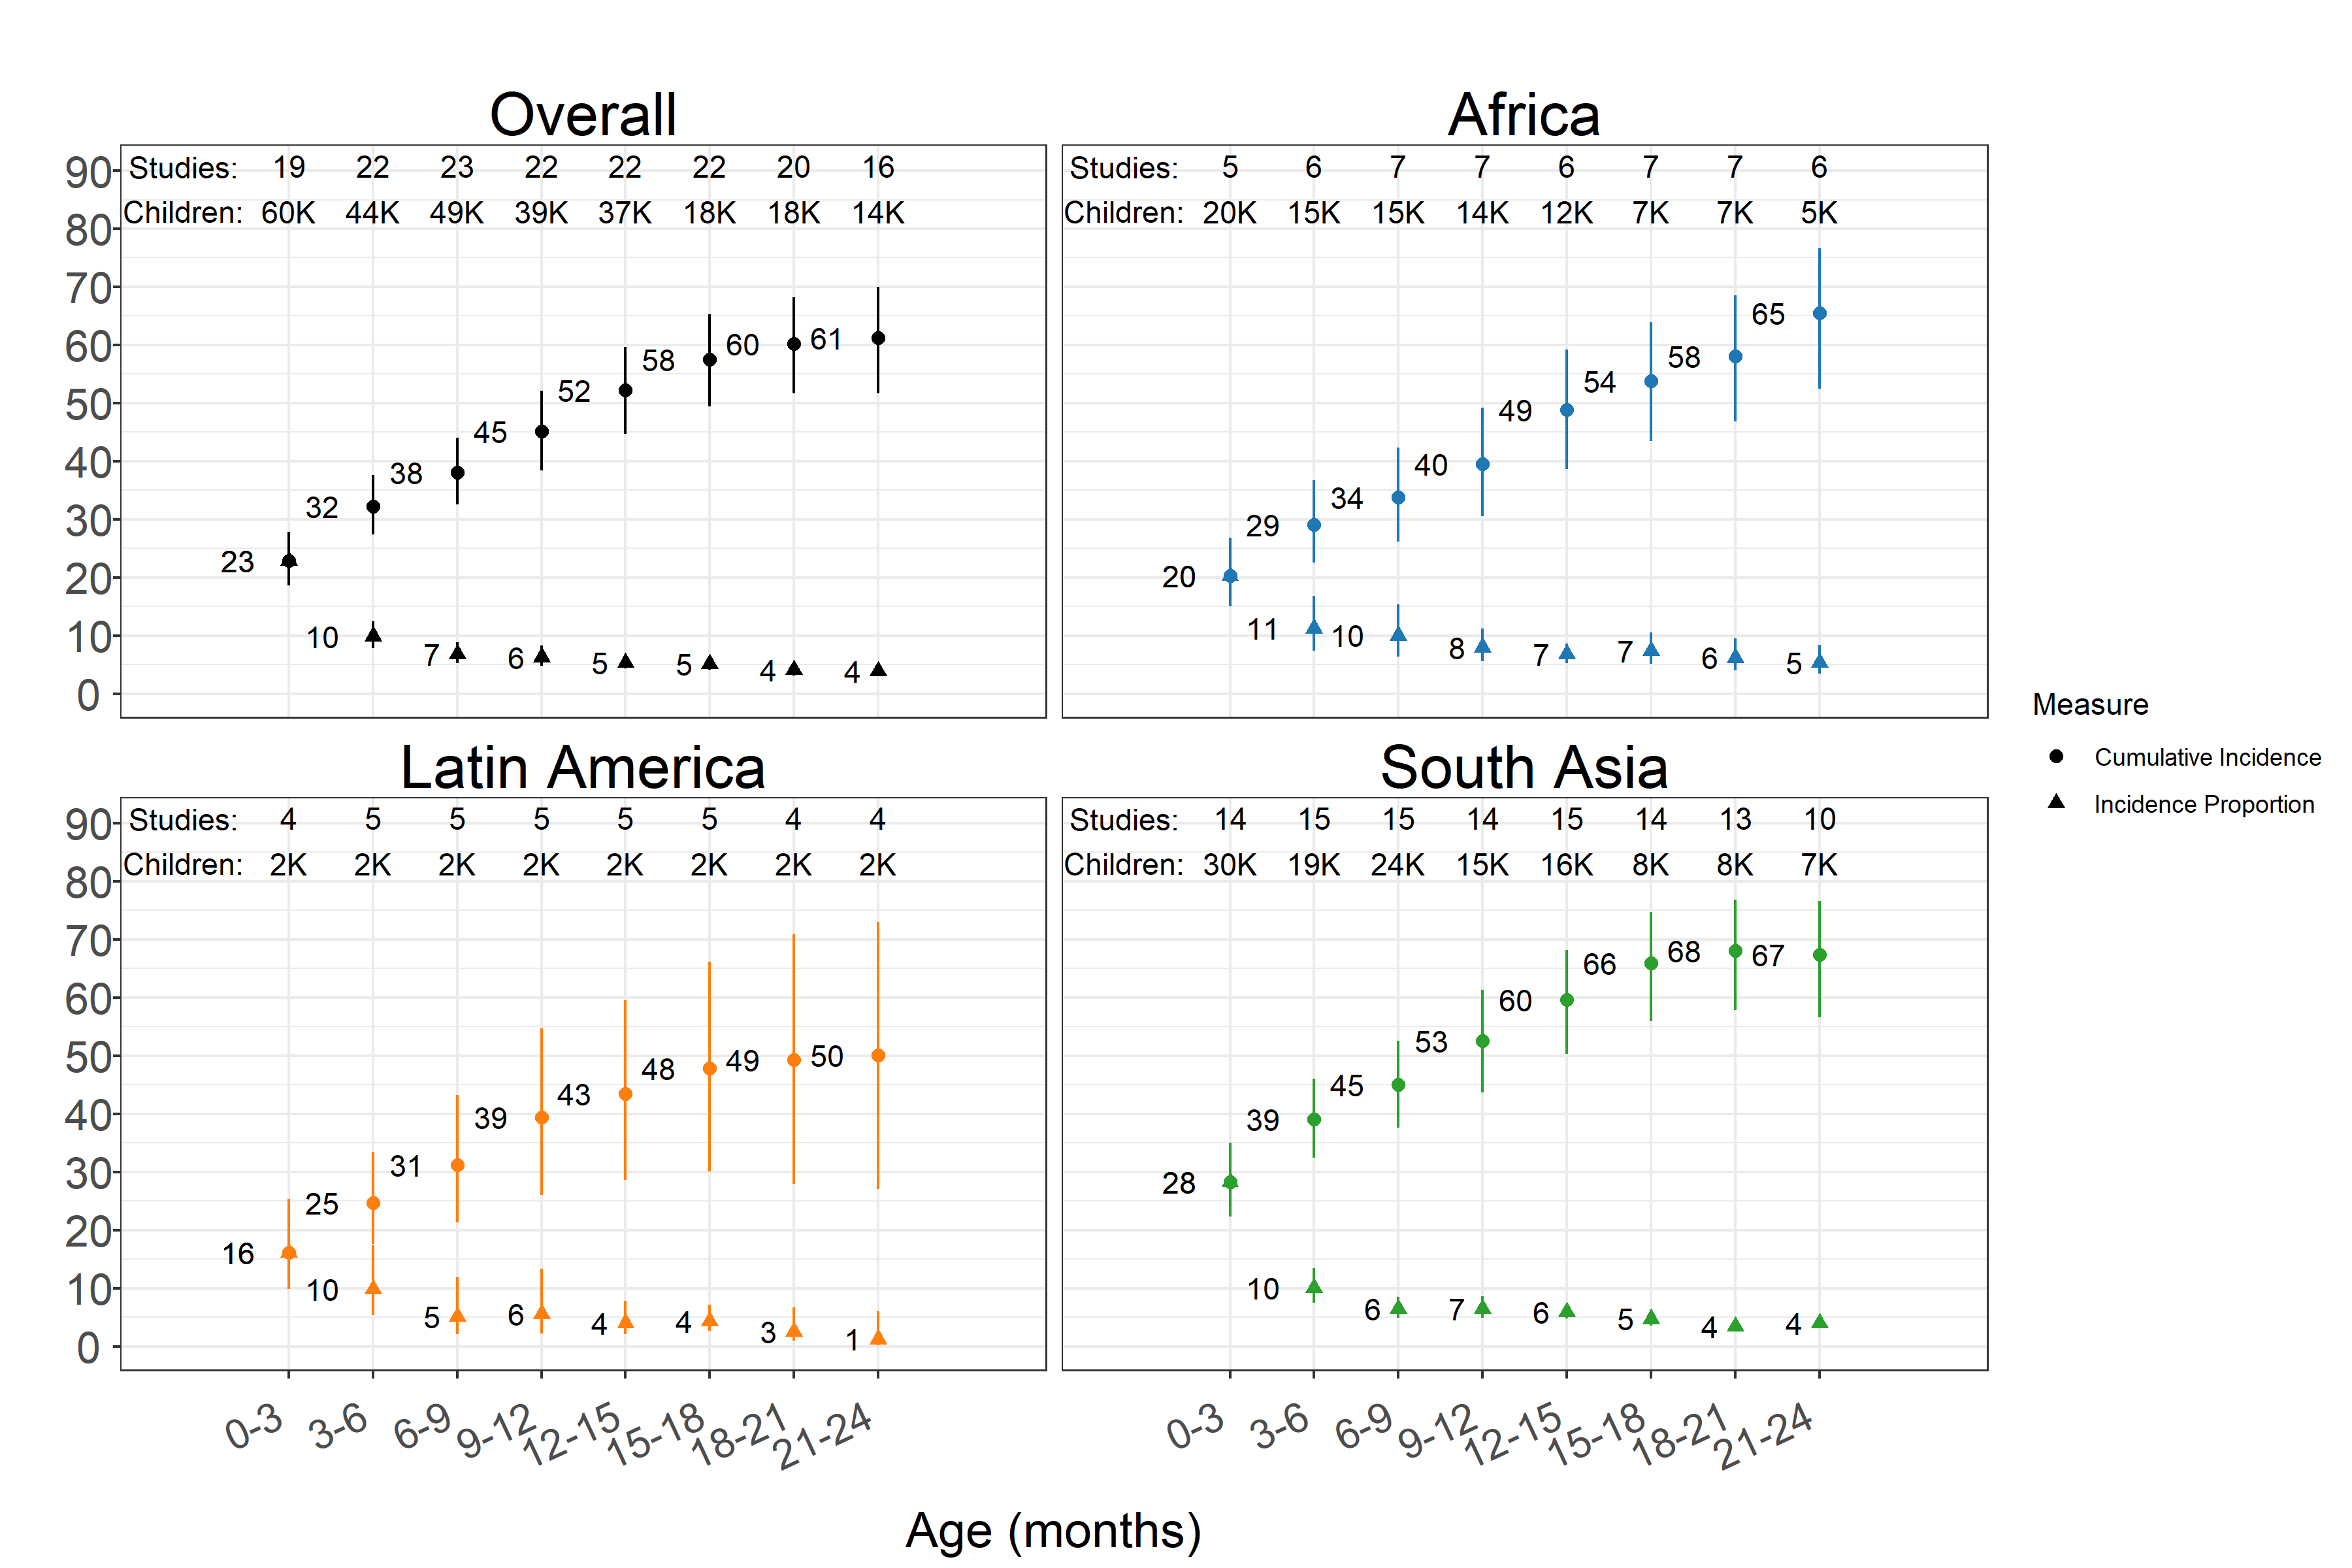 Overall
Studies: 19 22 23 22 22 22 20 16
Children: 60K 44K 49K 39K 37K 18K 18K 14K
90
80
70
60
50
40
30
20
10
0
23 32 38 45 52 58 60 61
10 7 6 5 5 4 4
Africa
Studies: 5 6 7 7 6 7 7 6
Children: 20K 15K 15K 14K 12K 7K 7K 5K
20 29 34 40 49 54 58 65
11 10 8 7 7 6 5
Latin America
Studies: 4 5 5 5 5 5 4 4
Children: 2K 2K 2K 2K 2K 2K 2K 2K
90
80
70
60
50
40
30
20
10
0
16 25 31 39 43 48 49 50
10 5 6 4 4 3 1
0-3 3-6 6-9 9-12 12-15 15-18 18-21 21-24
South Asia
Studies: 14 15 15 14 15 14 13 10
Children: 30K 19K 24K 15K 16K 8K 8K 7K
28 39 45 53 60 66 68 67
10 6 7 6 5 4 4
0-3 3-6 6-9 9-12 12-15 15-18 18-21 21-24
Age (months)
Measure
Cumulative Incidence
Incidence Proportion